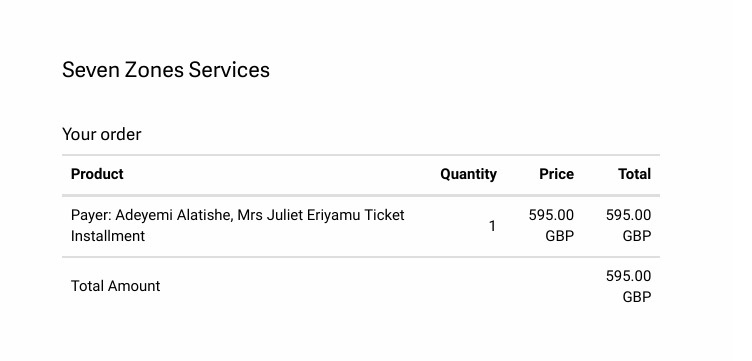 Seven Zones Services
Your order
Product Quantity Price Total
Payer: Adeyemi Alatishe, Mrs Juliet Eriyamu Ticket
Installment
1
595.00
GBP
595.00
GBP
Total Amount
595.00
GBP